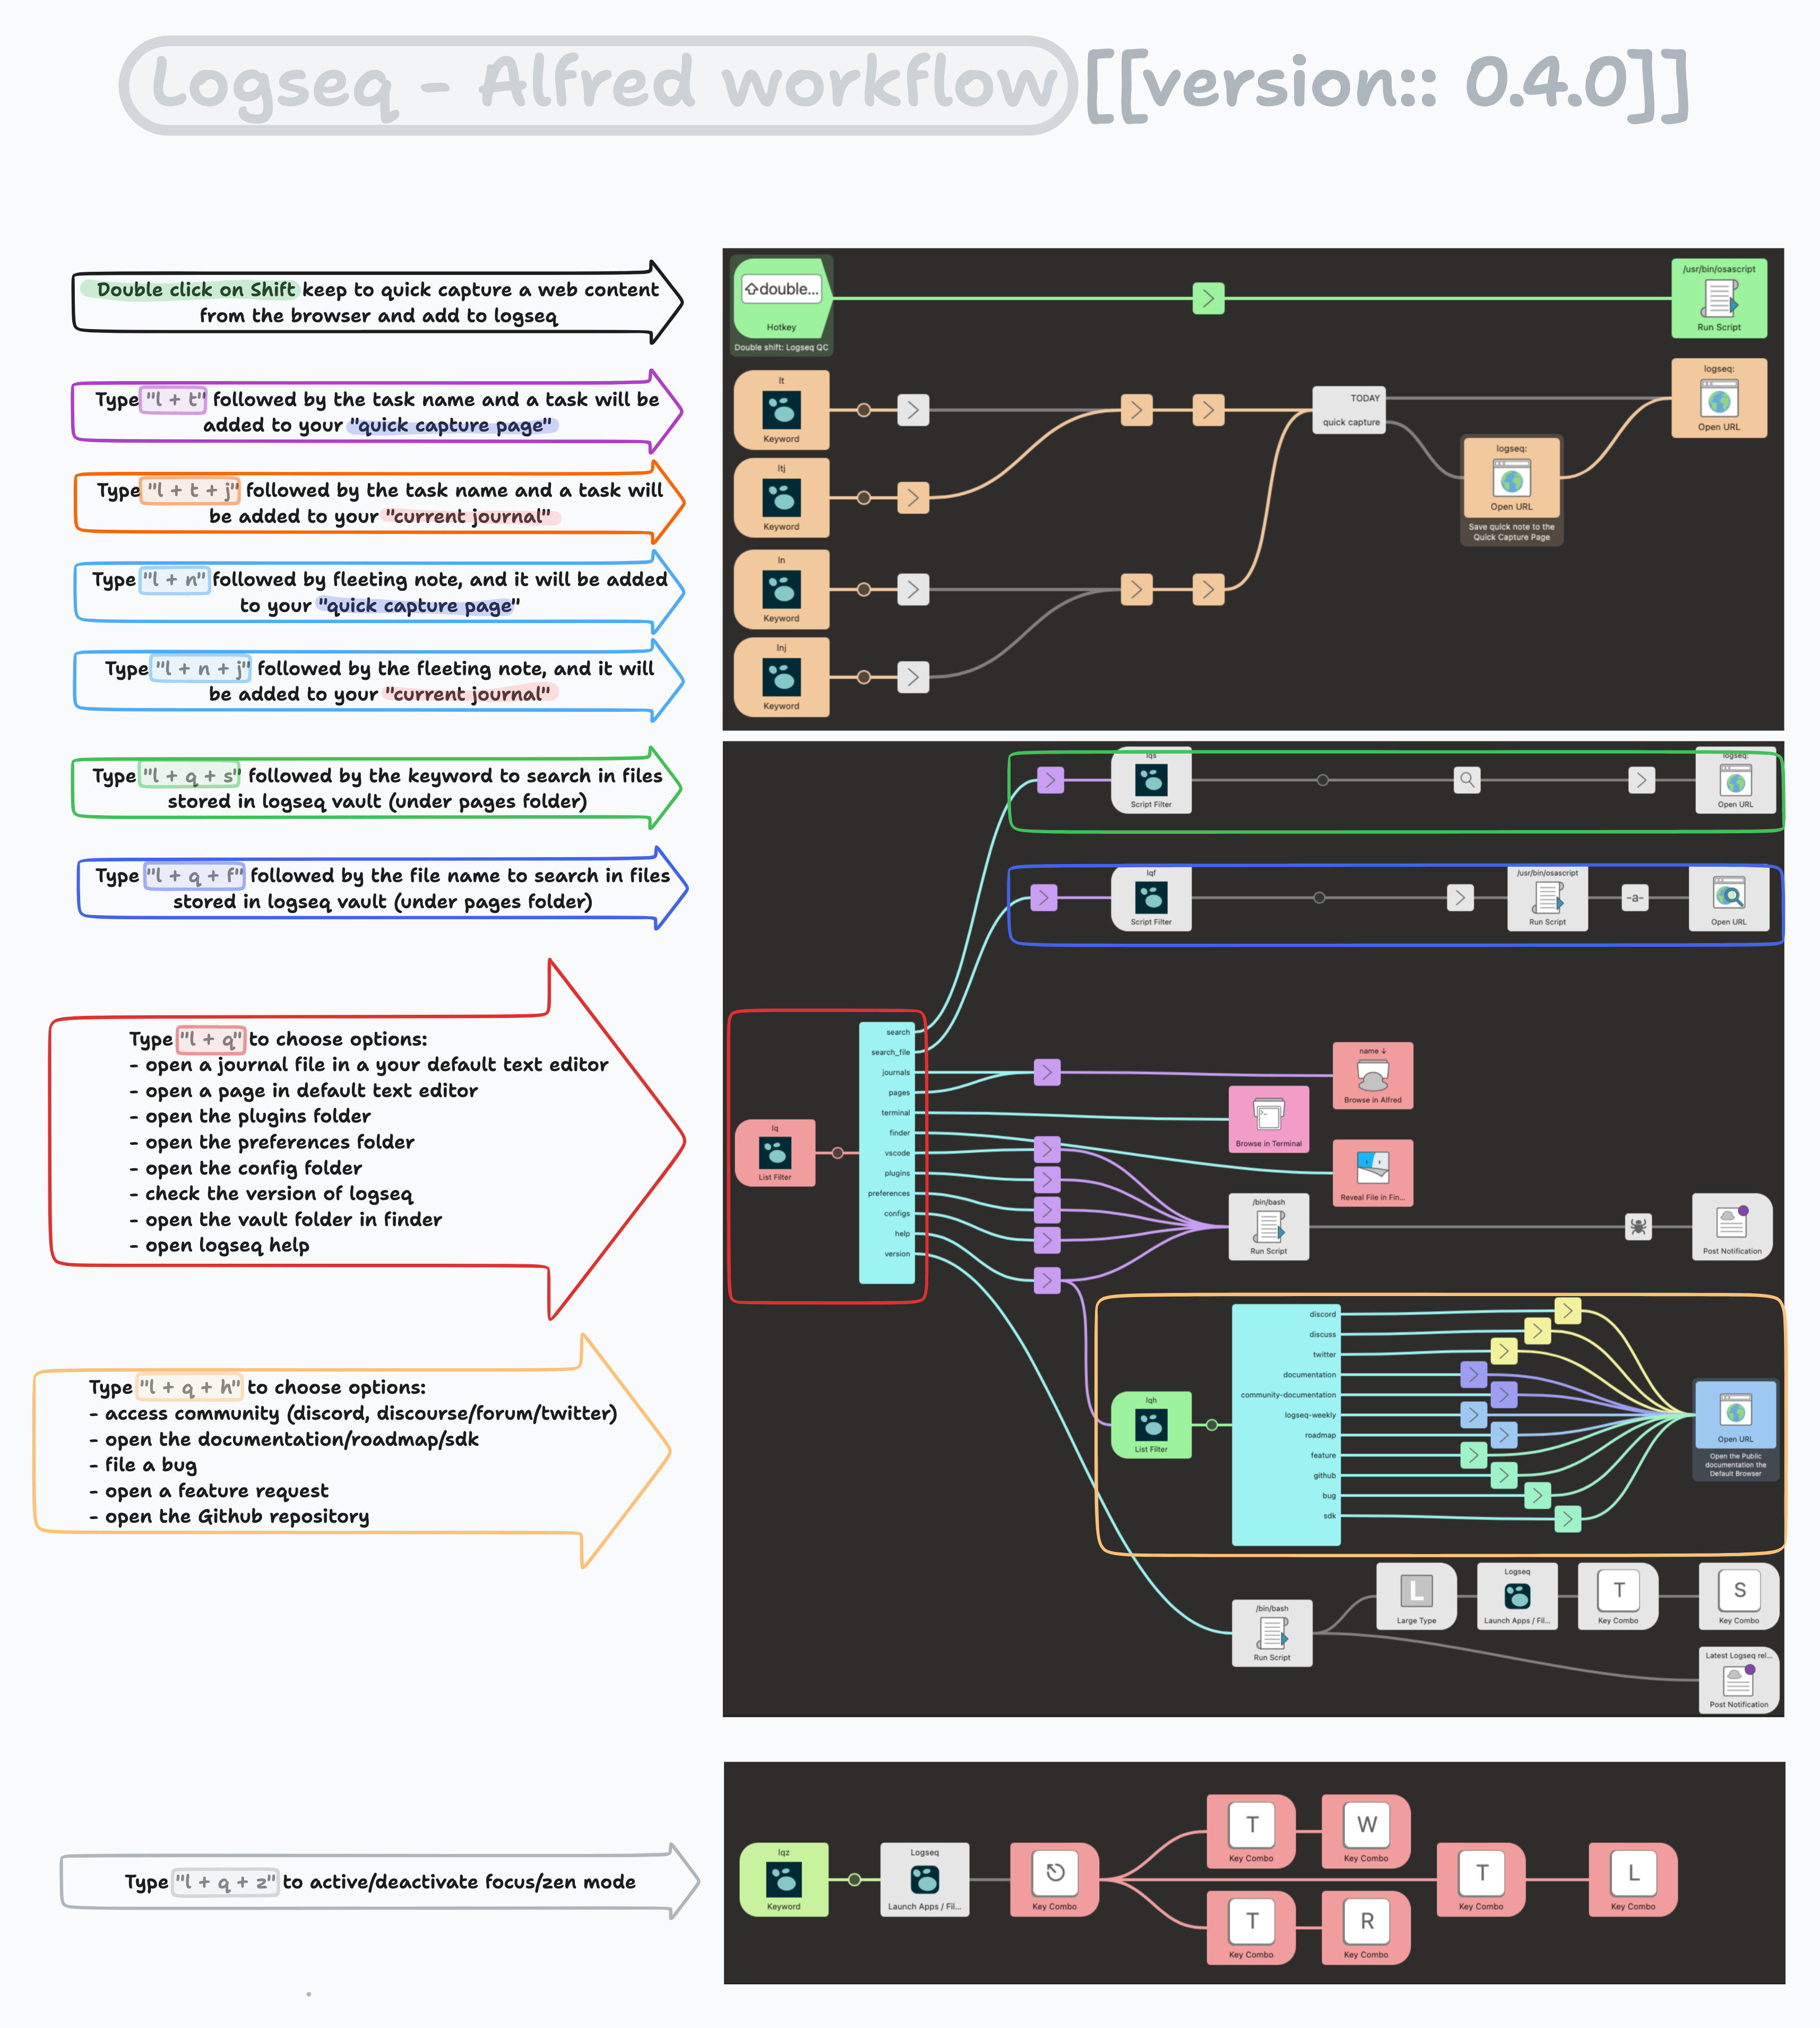 Logseq - Alfred workflow [[version:: 0.4.0]]
Double click on Shift keep to quick capture a web content
from the browser and add to logseq
Type "l + t" followed by the task name and a task will be
added to your "quick capture page"
Type "l + t + j" followed by the task name and a task will
be added to your "current journal"
Type "l + n" followed by fleeting note, and it will be added
to your "quick capture page"
Type "l + n + j" followed by the fleeting note, and it will
be added to your "current journal"
Type "l + q + s" followed by the keyword to search in files
stored in logseq vault (under pages folder)
Type "l + q + f" followed by the file name to search in files
stored in logseq vault (under pages folder)
Type "l + q" to choose options:
- open a journal file in a your default text editor
- open a page in default text editor
- open the plugins folder
- open the preferences folder
- open the config folder
- check the version of logseq
- open the vault folder in finder
- open logseq help
Type "l + q + h" to choose options:
- access community (discord, discourse/forum/twitter)
- open the documentation/roadmap/sdk
- file a bug
- open a feature request
- open the Github repository
Type "l + q + z" to active/deactivate focus/zen mode
double...
Hotkey
Double shift: Logseq QC
/usr/bin/osascript
Run Script
lt
Keyword
ltj
Keyword
ln
Keyword
lnj
Keyword
TODAY
quick capture
logseq:
Open URL
logseq:
Open URL
Save quick note to the
Quick Capture Page
lqs
Script Filter
logseq:
Open URL
lqf
Script Filter
/usr/bin/osascript
Run Script
-a-
Open URL
lq
List Filter
search
search_file
journals
pages
terminal
finder
vscode
plugins
preferences
configs
help
version
name ↓
Browse in Alfred
Browse in Terminal
Reveal File in Fin...
/bin/bash
Run Script
Post Notification
lqh
List Filter
discord
discuss
twitter
documentation
community-documentation
logseq-weekly
roadmap
feature
github
bug
sdk
Open URL
Open the Public
documentation the
Default Browser
/bin/bash
Run Script
L
Large Type
Logseq
Launch Apps / Fil...
T
Key Combo
S
Key Combo
Latest Logseq rel...
Post Notification
lqz
Keyword
Logseq
Launch Apps / Fil...
Key Combo
T
Key Combo
W
Key Combo
T
Key Combo
R
Key Combo
T
Key Combo
L
Key Combo